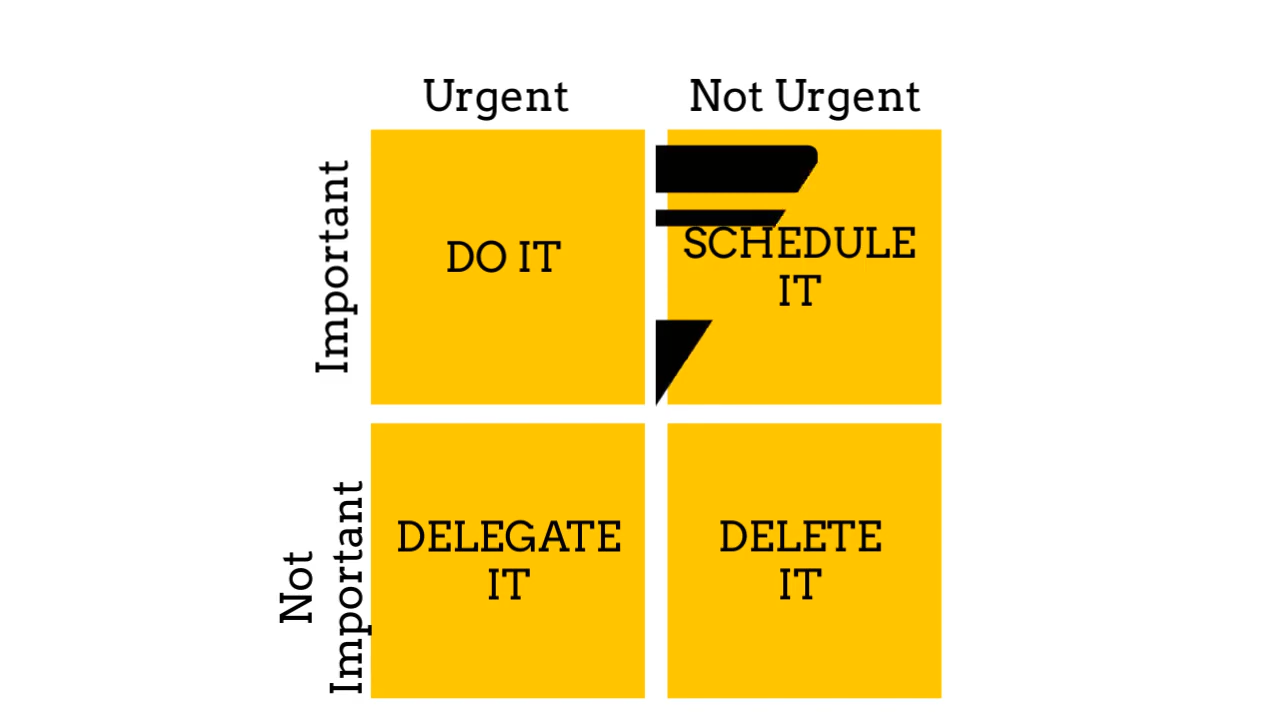 Urgent
Not Urgent
Important
DO IT
SCHEDULE
IT
Not
Important
DELEGATE
IT
DELETE
IT